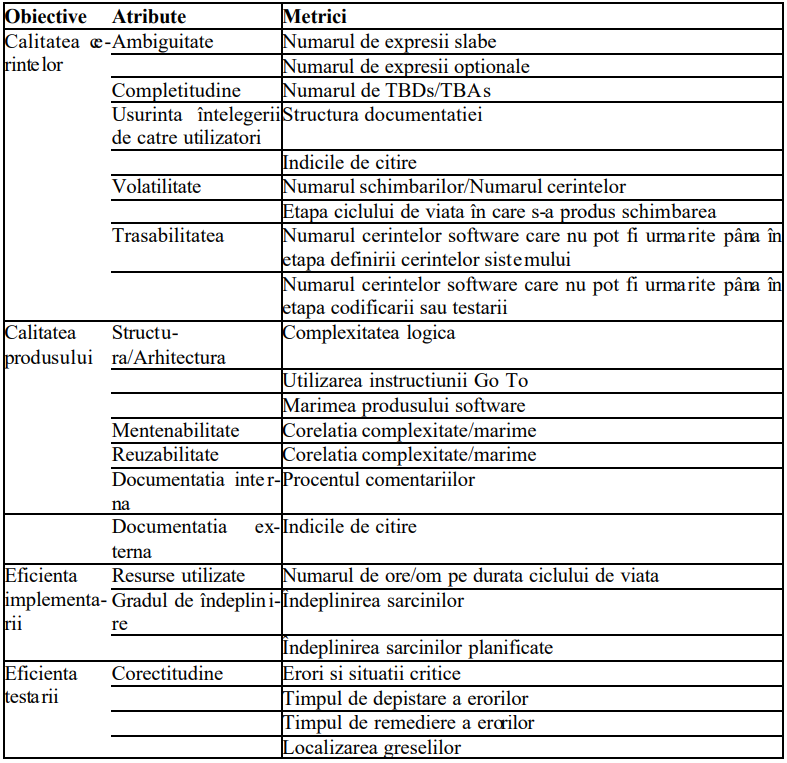 Obiective Atribute Metrici
Calitatea ce- Ambiguitate Numarul de expresii slabe
rintelor Numarul de expresii optionale
Completitudine Numarul de TBDs/TBAs
Usurinta întelegerii Structura documentatiei
de catre utilizatori
Indicile de citire
Volatilitate Numarul schimbarilor/Numarul cerintelor
Etapa ciclului de viata în care s-a produs schimbarea
Trasabilitatea Numarul cerintelor software care nu pot fi urmarite pâna în
etapa definirii cerintelor sistemului
Numarul cerintelor software care nu pot fi urmarite pâna în
etapa codificarii sau testarii
Calitatea Structu- Complexitatea logica
produsului ra/Arhitectura
Utilizarea instructiunii Go To
Marimea produsului software
Mentenabilitate Corelatia complexitate/marime
Reuzabilitate Corelatia complexitate/marime
Documentatia inter- Procentul comentariilor
na
Documentatia ex- Indicile de citire
terna
Eficienta Resurse utilizate Numarul de ore/om pe durata ciclului de viata
implementa- Gradul de îndeplini- Îndeplinirea sarcinilor
rii re
Îndeplinirea sarcinilor planificate
Eficienta Corectitudine Erori si situatii critice
testarii Timpul de depistare a erorilor
Timpul de remediere a erorilor
Localizarea greselilor